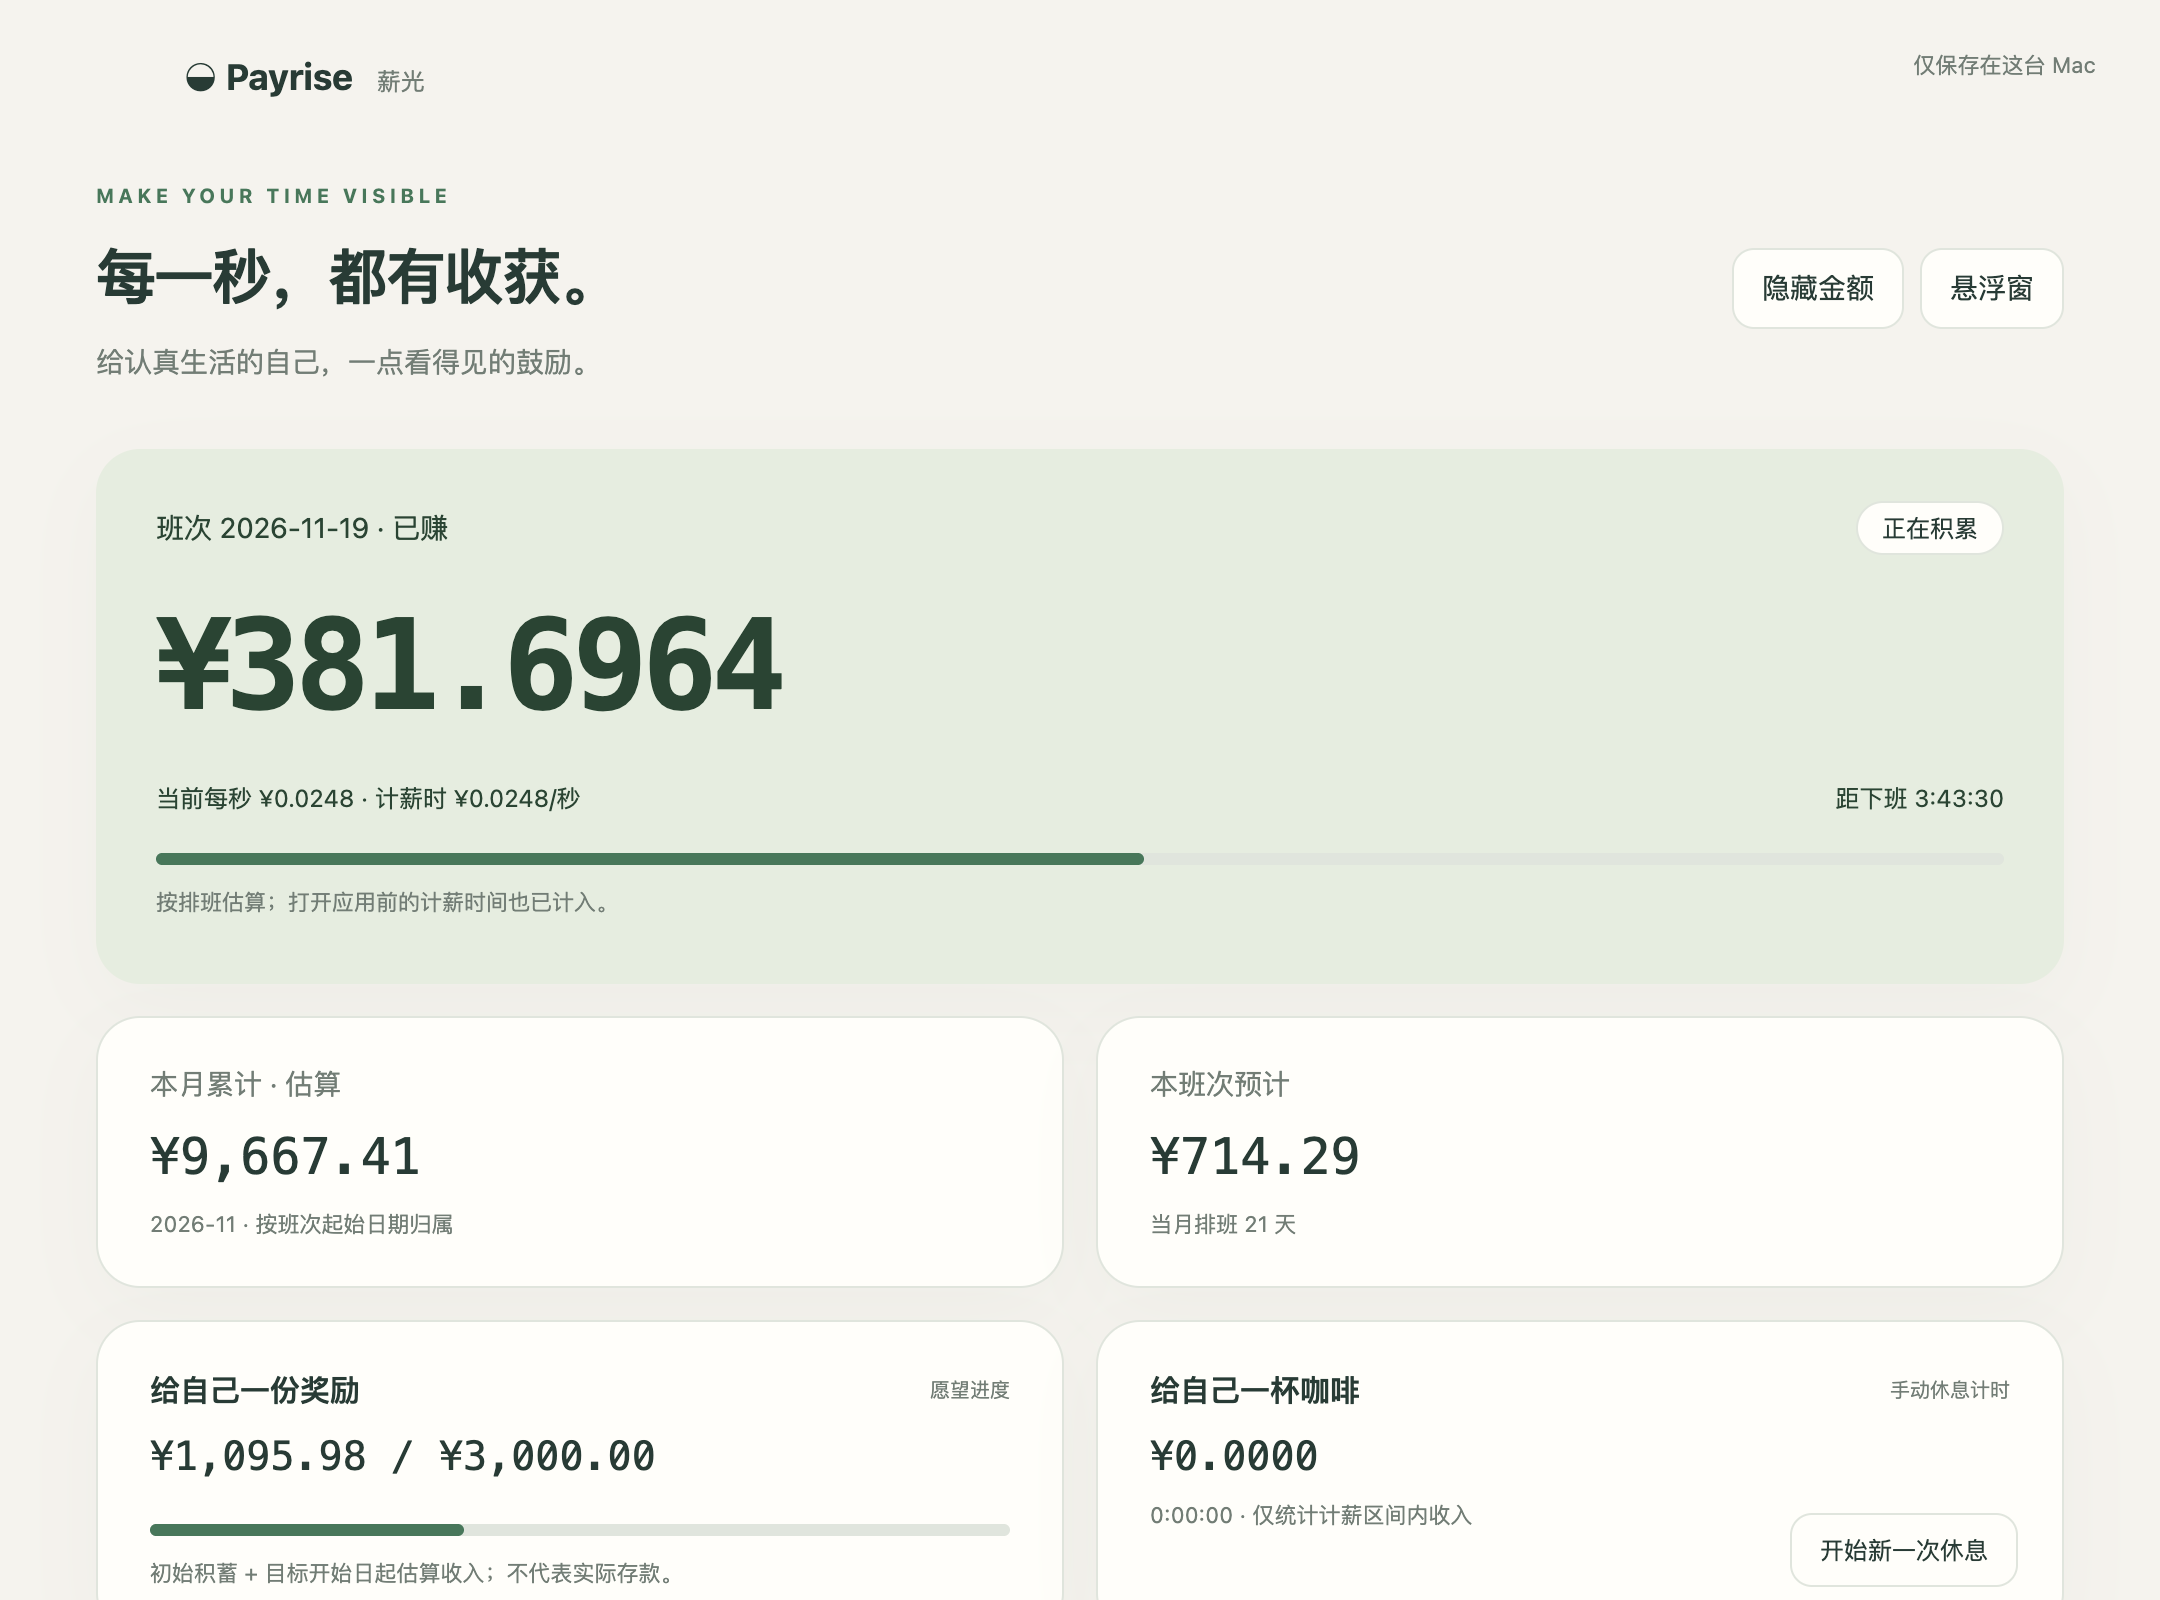 Payrise 薪光
仅保存在这台 Mac
MAKE YOUR TIME VISIBLE
每一秒，都有收获。
给认真生活的自己，一点看得见的鼓励。
隐藏金额
悬浮窗
班次 2026-11-19 · 已赚
正在积累
¥381.6964
当前每秒 ¥0.0248 · 计薪时 ¥0.0248/秒
距下班 3:43:30
按排班估算；打开应用前的计薪时间也已计入。
本月累计 · 估算
¥9,667.41
2026-11 · 按班次起始日期归属
本班次预计
¥714.29
当月排班 21 天
给自己一份奖励
愿望进度
¥1,095.98 / ¥3,000.00
初始积蓄 + 目标开始日起估算收入；不代表实际存款。
给自己一杯咖啡
手动休息计时
¥0.0000
0:00:00 · 仅统计计薪区间内收入
开始新一次休息